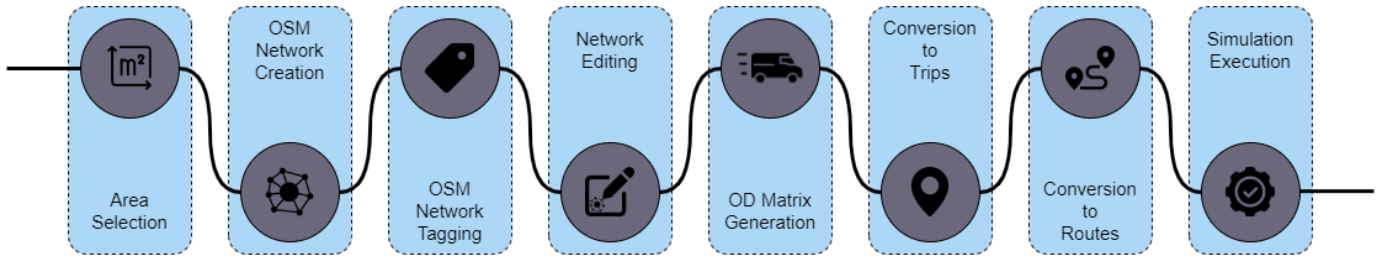 m²
Area
Selection
OSM
Network
Creation
OSM
Network
Tagging
Network
Editing
OD Matrix
Generation
Conversion
to
Trips
Conversion
to
Routes
Simulation
Execution